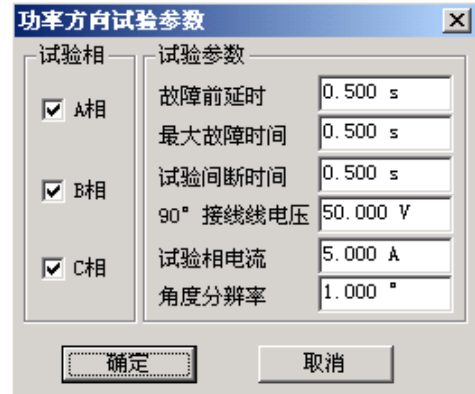 功率方向试验参数
试验相
A相
B相
C相
试验参数
故障前延时 0.500 s
最大故障时间 0.500 s
试验间断时间 0.500 s
90° 接线线电压 50.000 V
试验相电流 5.000 A
角度分辨率 1.000 °
确定 取消